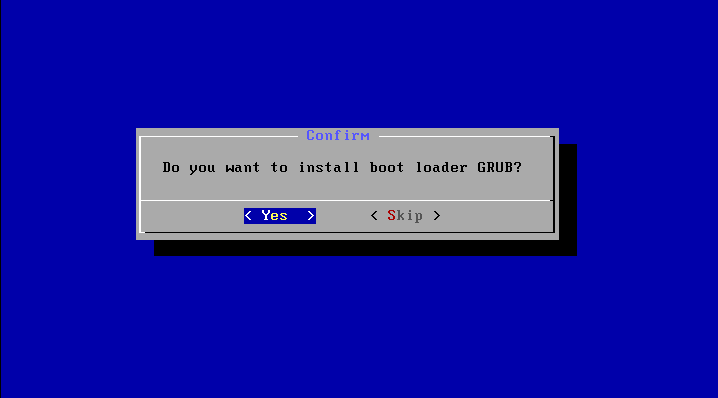 Confirm
Do you want to install boot loader GRUB?
< Yes > < Skip >